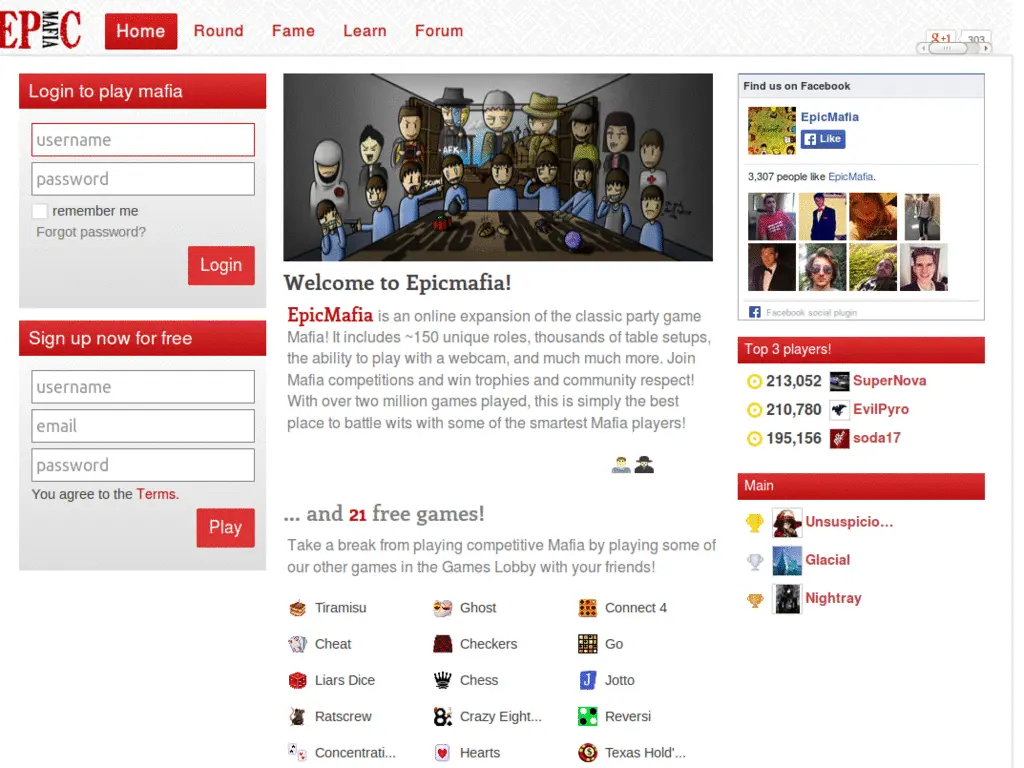 EPIC MAFIA
Home Round Fame Learn Forum
g+1 303
Login to play mafia
username
password
remember me
Forgot password?
Login
Sign up now for free
username
email
password
You agree to the Terms.
Play
AFK
SCUM
Epic
Welcome to Epicmafia!
EpicMafia is an online expansion of the classic party game
Mafia! It includes ~150 unique roles, thousands of table setups,
the ability to play with a webcam, and much much more. Join
Mafia competitions and win trophies and community respect!
With over two million games played, this is simply the best
place to battle wits with some of the smartest Mafia players!
... and 21 free games!
Take a break from playing competitive Mafia by playing some of
our other games in the Games Lobby with your friends!
Tiramisu Ghost Connect 4
Cheat Checkers Go
Liars Dice Chess Jotto
Ratscrew Crazy Eight... Reversi
Concentrati... Hearts Texas Hold'...
Find us on Facebook
EpicMafia
Like
3,307 people like EpicMafia.
Facebook social plugin
Top 3 players!
213,052 SuperNova
210,780 EvilPyro
195,156 soda17
Main
Unsuspicio...
Glacial
Nightray